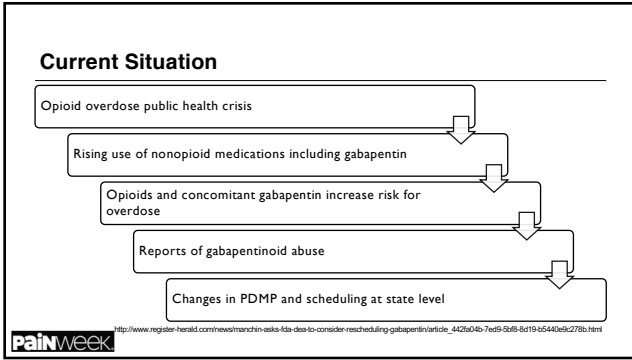 Current Situation
Opioid overdose public health crisis
Rising use of nonopioid medications including gabapentin
Opioids and concomitant gabapentin increase risk for
overdose
Reports of gabapentinoid abuse
Changes in PDMP and scheduling at state level
http://www.register-herald.com/news/manchin-asks-fda-dea-to-consider-rescheduling-gabapentin/article_442fa04b-7ed9-5bf8-8d19-b5440e9c278b.html
PAINWEEK.